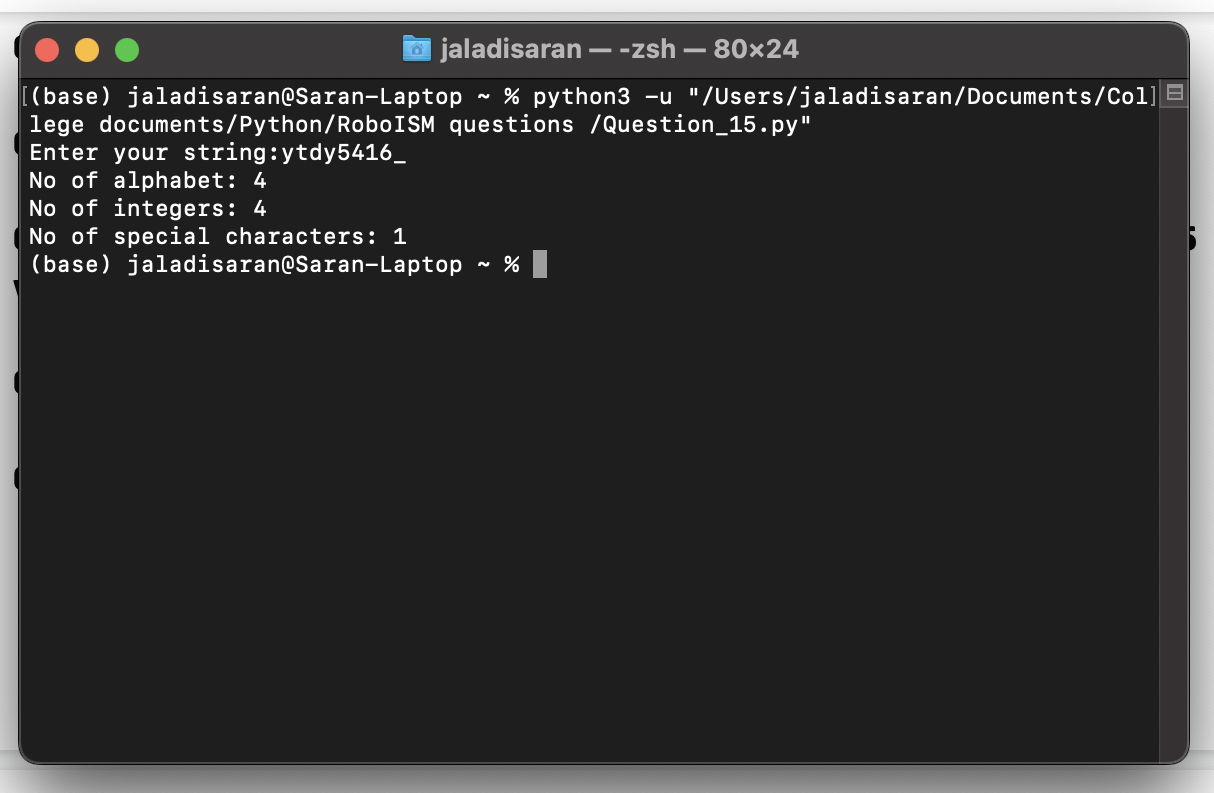 jaladisaran — -zsh — 80×24
[(base) jaladisaran@Saran-Laptop ~ % python3 -u "/Users/jaladisaran/Documents/Col]
lege documents/Python/RoboISM questions /Question_15.py"
Enter your string:ytdy5416_
No of alphabet: 4
No of integers: 4
No of special characters: 1
(base) jaladisaran@Saran-Laptop ~ %